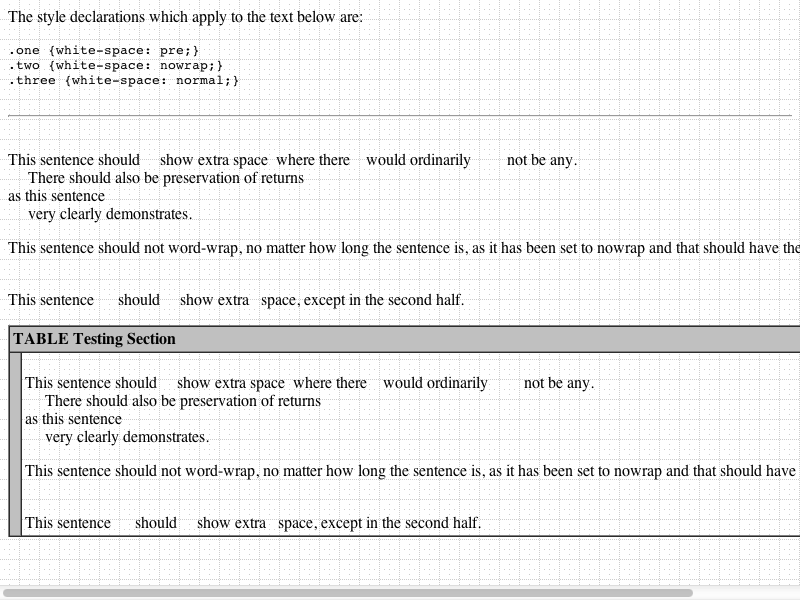 The style declarations which apply to the text below are:
.one {white-space: pre;}
.two {white-space: nowrap;}
.three {white-space: normal;}
This sentence should     show extra space  where there    would ordinarily         not be any.
     There should also be preservation of returns
as this sentence
     very clearly demonstrates.
This sentence should not word-wrap, no matter how long the sentence is, as it has been set to nowrap and that should have the
This sentence      should     show extra   space, except in the second half.
TABLE Testing Section
This sentence should     show extra space  where there    would ordinarily         not be any.
     There should also be preservation of returns
as this sentence
     very clearly demonstrates.
This sentence should not word-wrap, no matter how long the sentence is, as it has been set to nowrap and that should have
This sentence      should     show extra   space, except in the second half.